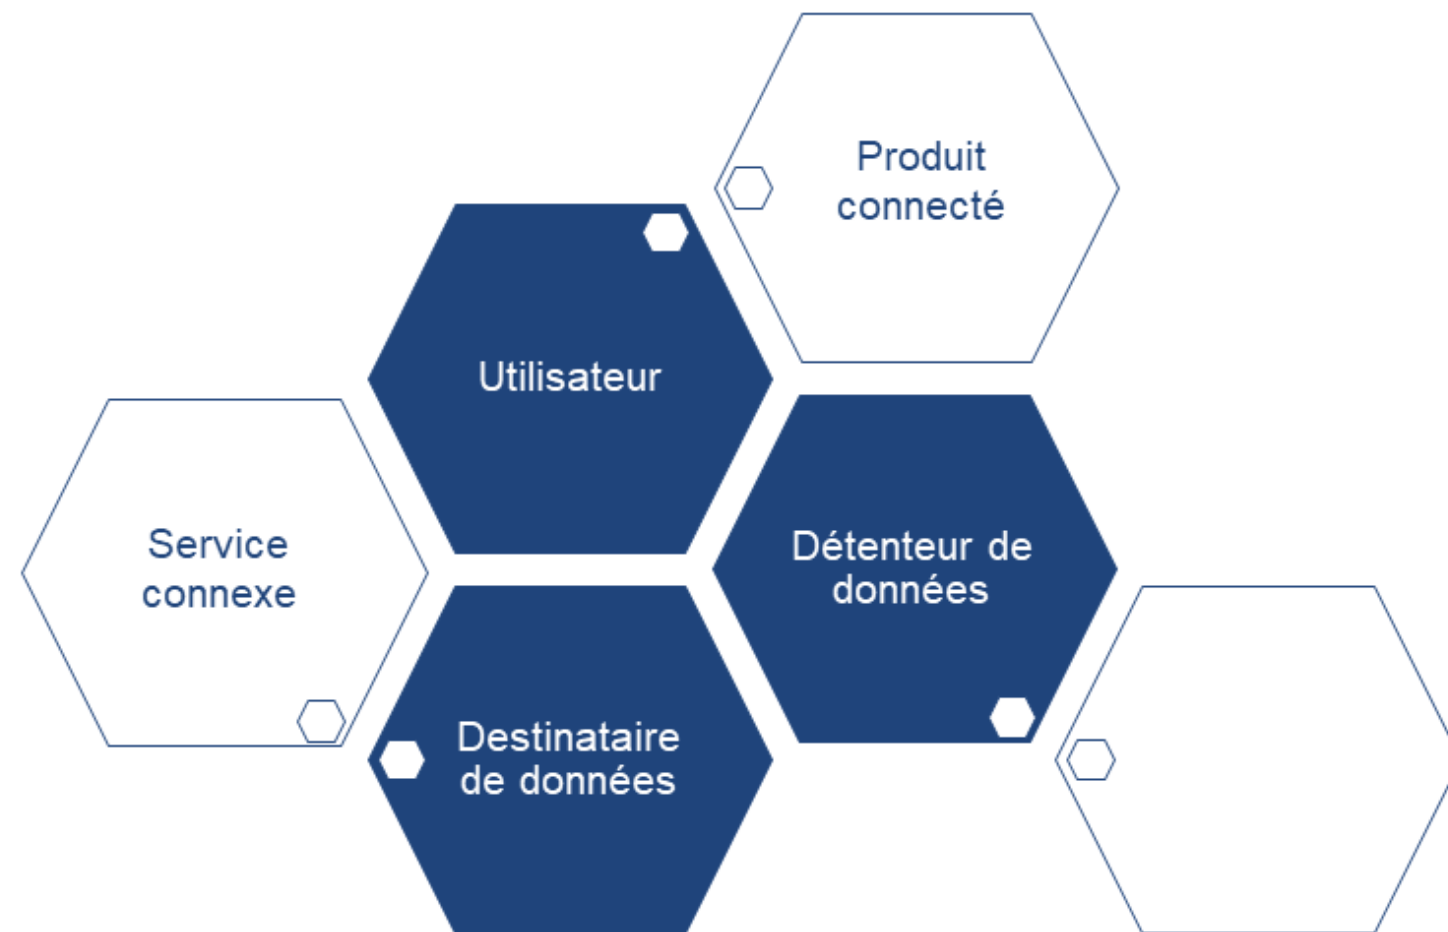 Produit
connecté
Utilisateur
Service
connexe
Détenteur de
données
Destinataire
de données